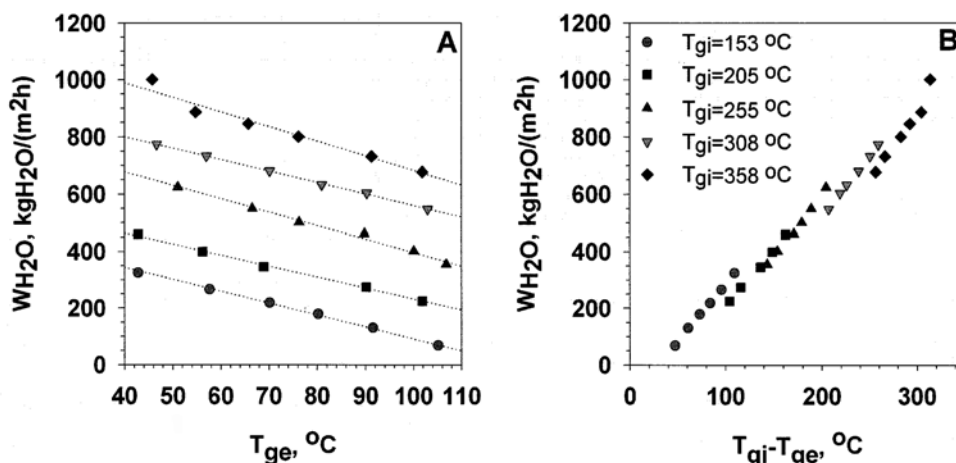 1200
1000
800
600
400
200
0
WH2O, kgH2O/(m2h)
A
40 50 60 70 80 90 100 110
Tge, oC
1200
1000
800
600
400
200
0
WH2O, kgH2O/(m2h)
B
Tgi=153 oC
Tgi=205 oC
Tgi=255 oC
Tgi=308 oC
Tgi=358 oC
0 100 200 300
Tgi-Tge, oC